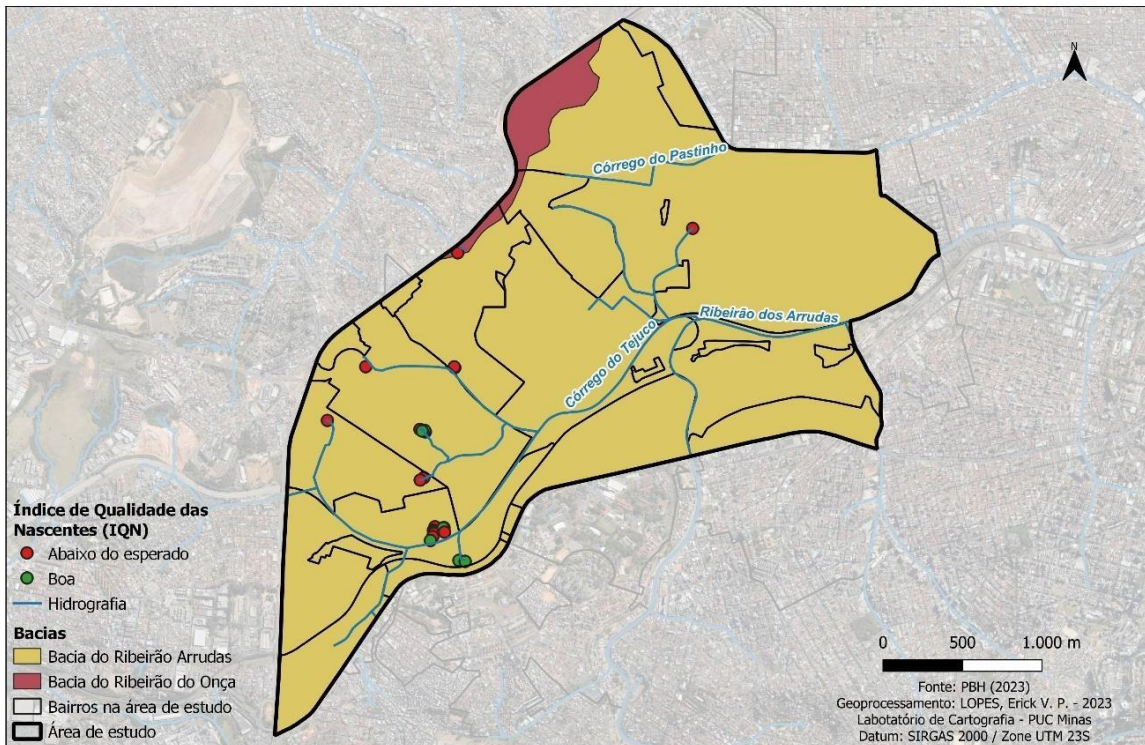 N
Córrego do Pastinho
Ribeirão dos Arrudas
Córrego do Tejuco
Índice de Qualidade das
Nascentes (IQN)
Abaixo do esperado
Boa
Hidrografia
Bacias
Bacia do Ribeirão Arrudas
Bacia do Ribeirão do Onça
Bairros na área de estudo
Área de estudo
0 500 1.000 m
Fonte: PBH (2023)
Geoprocessamento: LOPES, Erick V. P. - 2023
Labotatório de Cartografia - PUC Minas
Datum: SIRGAS 2000 / Zone UTM 23S